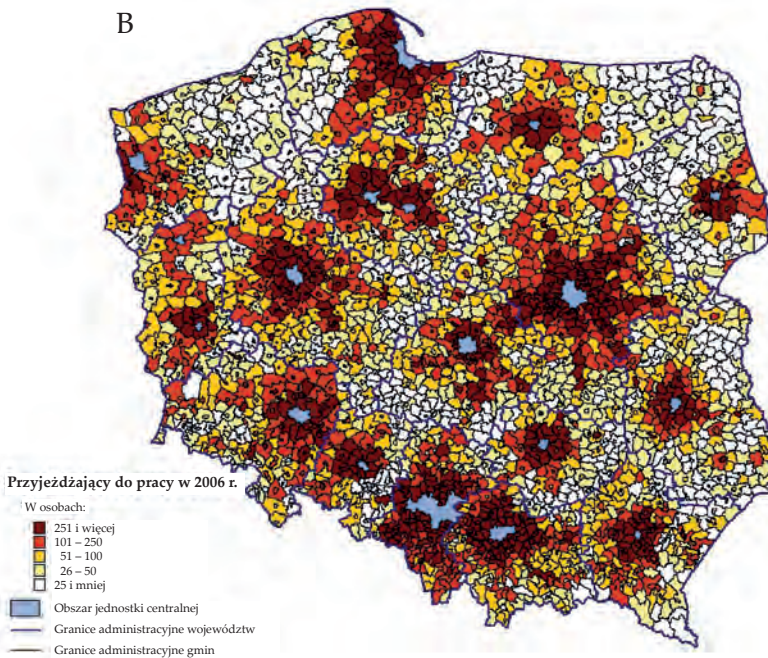 B
Przyjeżdżający do pracy w 2006 r.
W osobach:
251 i więcej
101 – 250
51 – 100
26 – 50
25 i mniej
Obszar jednostki centralnej
Granice administracyjne województw
Granice administracyjne gmin